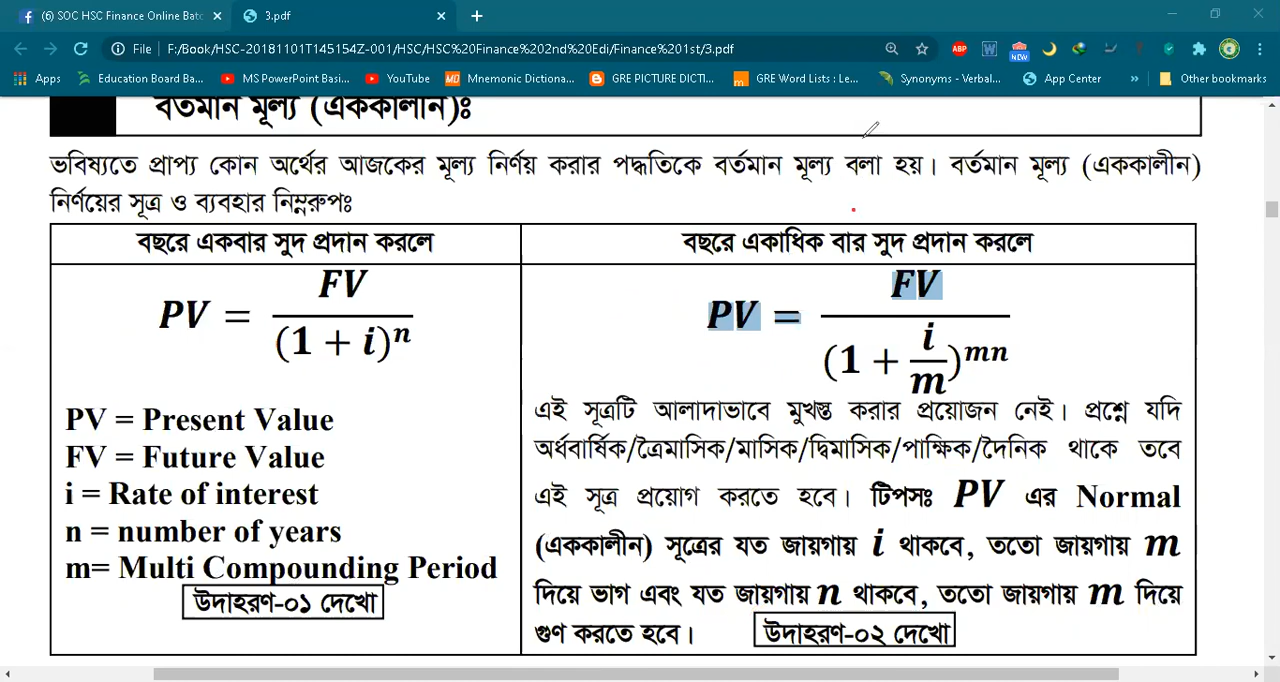 (6) SOC HSC Finance Online Batc
3.pdf
File F:/Book/HSC-20181101T145154Z-001/HSC/HSC%20Finance%202nd%20Edi/Finance%201st/3.pdf
Apps Education Board Ba... MS PowerPoint Basi... YouTube Mnemonic Dictiona... GRE PICTURE DICTI... GRE Word Lists : Le... Synonyms - Verbal... App Center » Other bookmarks
বর্তমান মূল্য (এককালীন)ঃ
ভবিষ্যতে প্রাপ্য কোন অর্থের আজকের মূল্য নির্ণয় করার পদ্ধতিকে বর্তমান মূল্য বলা হয়। বর্তমান মূল্য (এককালীন)
নির্ণয়ের সূত্র ও ব্যবহার নিম্নরুপঃ
বছরে একবার সুদ প্রদান করলে
PV = FV / (1 + i)^n
PV = Present Value
FV = Future Value
i = Rate of interest
n = number of years
m= Multi Compounding Period
উদাহরণ-০১ দেখো
বছরে একাধিক বার সুদ প্রদান করলে
PV = FV / (1 + i/m)^mn
এই সূত্রটি আলাদাভাবে মুখস্ত করার প্রয়োজন নেই। প্রশ্নে যদি
অর্ধবার্ষিক/ত্রৈমাসিক/মাসিক/দ্বিমাসিক/পাক্ষিক/দৈনিক থাকে তবে
এই সূত্র প্রয়োগ করতে হবে। টিপসঃ PV এর Normal
(এককালীন) সূত্রের যত জায়গায় i থাকবে, ততো জায়গায় m
দিয়ে ভাগ এবং যত জায়গায় n থাকবে, ততো জায়গায় m দিয়ে
গুণ করতে হবে।
উদাহরণ-০২ দেখো